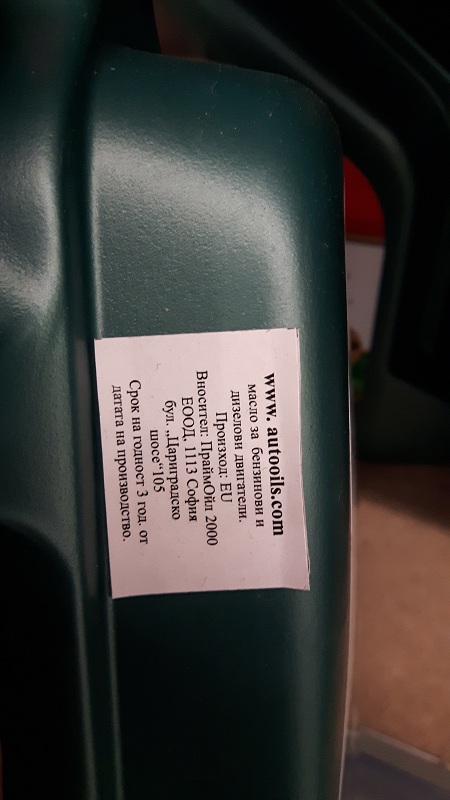 www. autooils.com
масло за бензинови и
дизелови двигатели.
Произход: EU
Вносител: ПраймОйл 2000
ЕООД, 1113 София
бул. „Цариградско
шосе“105
Срок на годност 3 год. от
датата на производство.